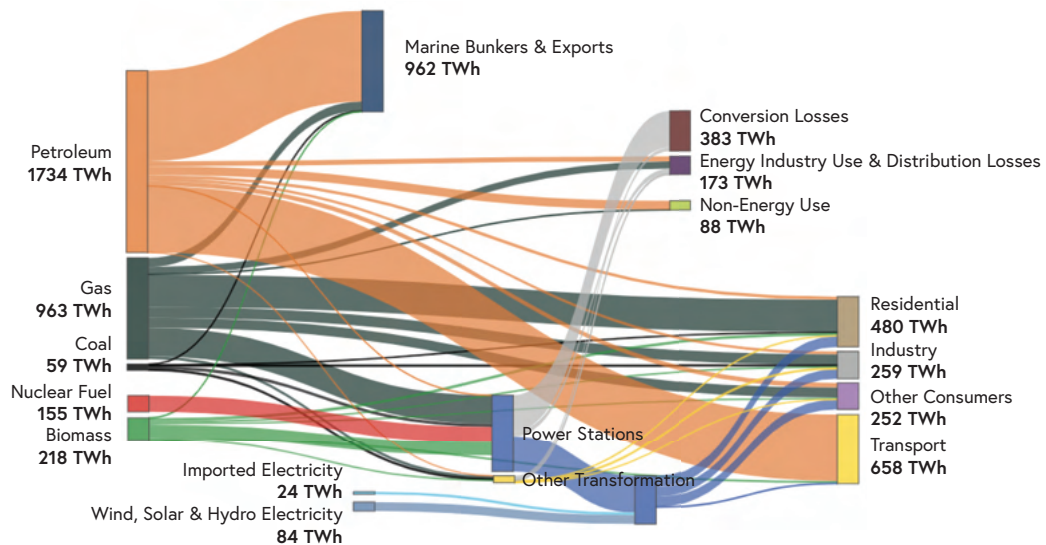 Marine Bunkers & Exports
962 TWh
Conversion Losses
383 TWh
Petroleum
1734 TWh
Energy Industry Use & Distribution Losses
173 TWh
Non-Energy Use
88 TWh
Gas
963 TWh
Residential
480 TWh
Coal
59 TWh
Industry
259 TWh
Nuclear Fuel
155 TWh
Other Consumers
252 TWh
Biomass
218 TWh
Power Stations
Transport
658 TWh
Imported Electricity
24 TWh
Other Transformation
Wind, Solar & Hydro Electricity
84 TWh